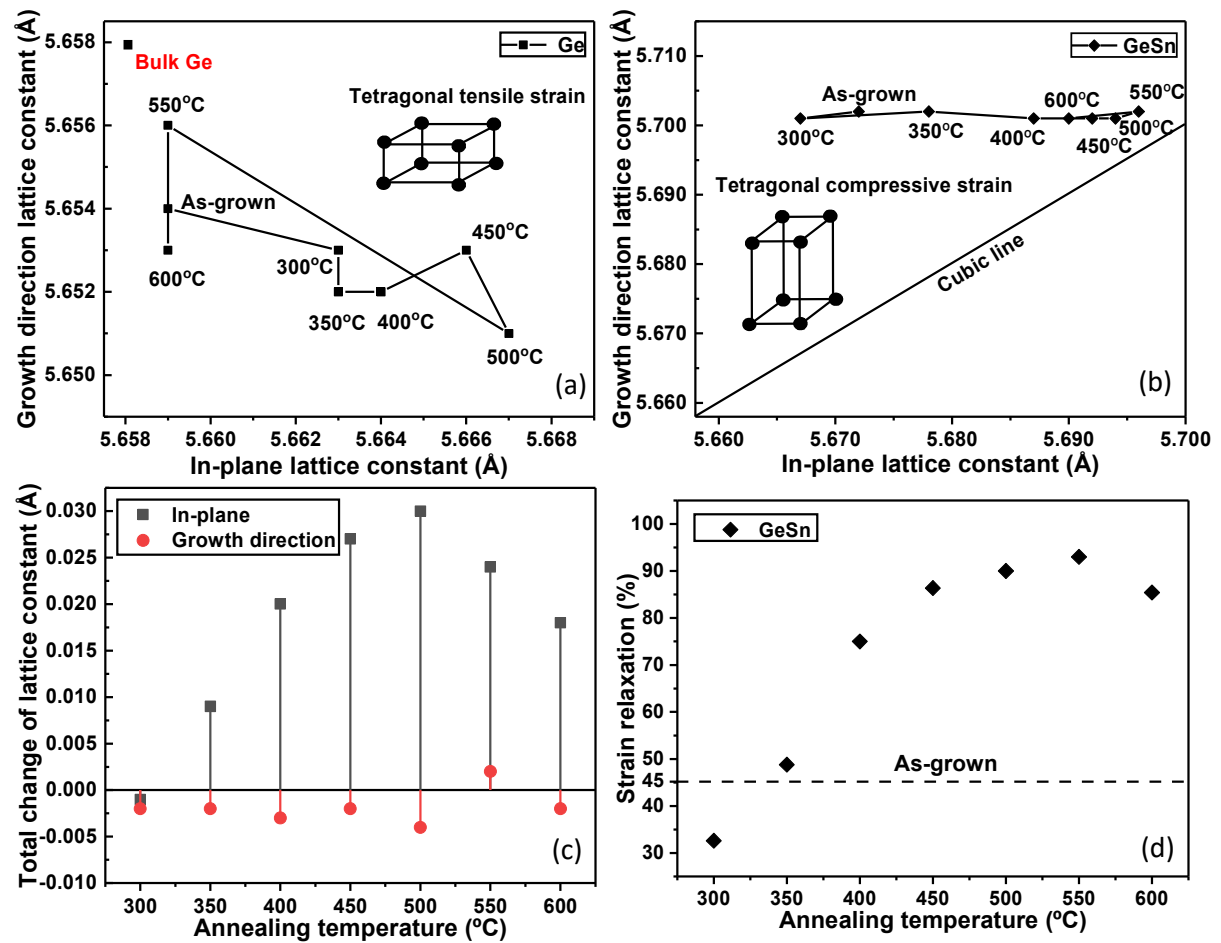 Growth direction lattice constant (Å)
5.658
5.656
5.654
5.652
5.650
Ge
Bulk Ge
550°C
Tetragonal tensile strain
As-grown
600°C
300°C
450°C
350°C
400°C
500°C
(a)
5.658
5.660
5.662
5.664
5.666
5.668
In-plane lattice constant (Å)
Growth direction lattice constant (Å)
5.710
5.700
5.690
5.680
5.670
5.660
GeSn
As-grown
600°C
550°C
300°C
350°C
400°C
500°C
450°C
Tetragonal compressive strain
Cubic line
(b)
5.660
5.670
5.680
5.690
5.700
In-plane lattice constant (Å)
Total change of lattice constant (Å)
0.030
0.025
0.020
0.015
0.010
0.005
0.000
-0.005
-0.010
In-plane
Growth direction
(c)
300
350
400
450
500
550
600
Annealing temperature (ºC)
Strain relaxation (%)
100
90
80
70
60
50
45
40
30
GeSn
As-grown
(d)
300
350
400
450
500
550
600
Annealing temperature (ºC)